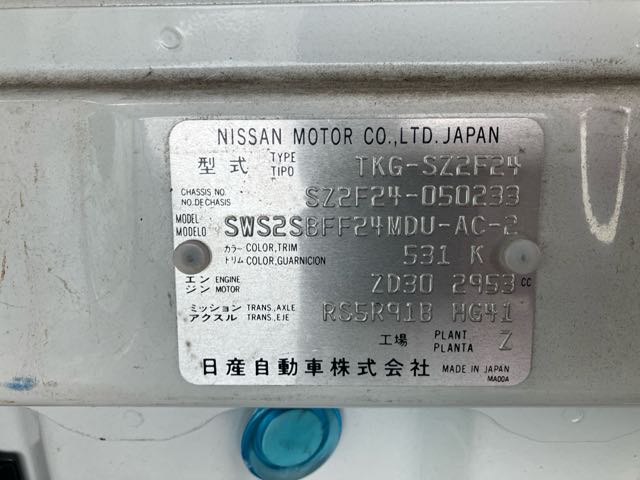 NISSAN MOTOR CO.,LTD. JAPAN
型式 TYPE TIPO TKG-SZ2F24
CHASSIS NO. NO.DE CHASIS SZ2F24-050233
MODEL MODELO SWS2SBFF24MDU-AC-2
カラー COLOR,TRIM 531 K
トリム COLOR,GUARNICION
エンジン ENGINE MOTOR ZD30 2953 CC
ミッション TRANS.,AXLE RS5R91B HG41
アクスル TRANS.,EJE
工場 PLANT PLANTA Z
日産自動車株式会社 MADE IN JAPAN
MA00A